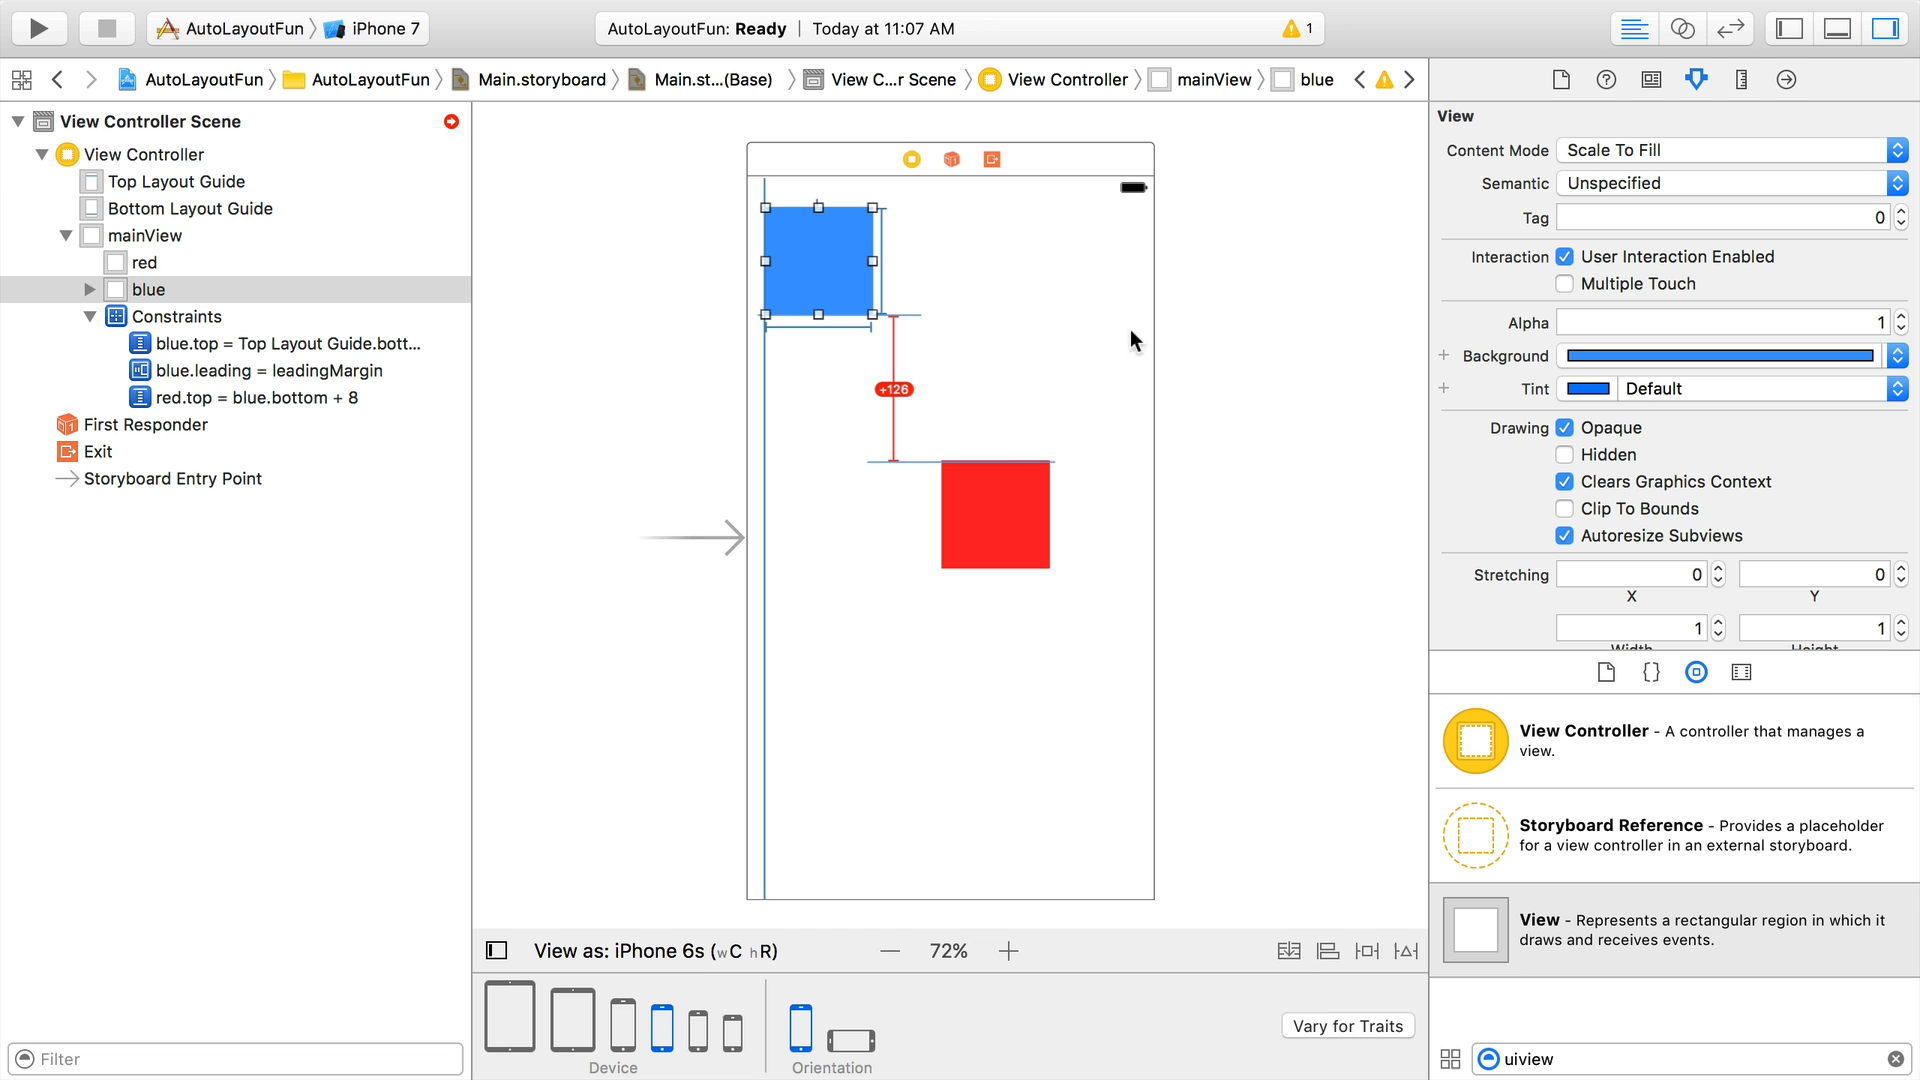 AutoLayoutFun
iPhone 7
AutoLayoutFun: Ready | Today at 11:07 AM
1
AutoLayoutFun
AutoLayoutFun
Main.storyboard
Main.st...(Base)
View C...r Scene
View Controller
mainView
blue
View Controller Scene
View Controller
Top Layout Guide
Bottom Layout Guide
mainView
red
blue
Constraints
blue.top = Top Layout Guide.bott...
blue.leading = leadingMargin
red.top = blue.bottom + 8
First Responder
Exit
Storyboard Entry Point
Filter
+126
View as: iPhone 6s (wC hR)
72%
Device
Orientation
Vary for Traits
View
Content Mode Scale To Fill
Semantic Unspecified
Tag 0
Interaction User Interaction Enabled
Multiple Touch
Alpha 1
Background
Tint Default
Drawing Opaque
Hidden
Clears Graphics Context
Clip To Bounds
Autoresize Subviews
Stretching 0 0
X Y
1 1
Width Height
{}
View Controller - A controller that manages a
view.
Storyboard Reference - Provides a placeholder
for a view controller in an external storyboard.
View - Represents a rectangular region in which it
draws and receives events.
uiview